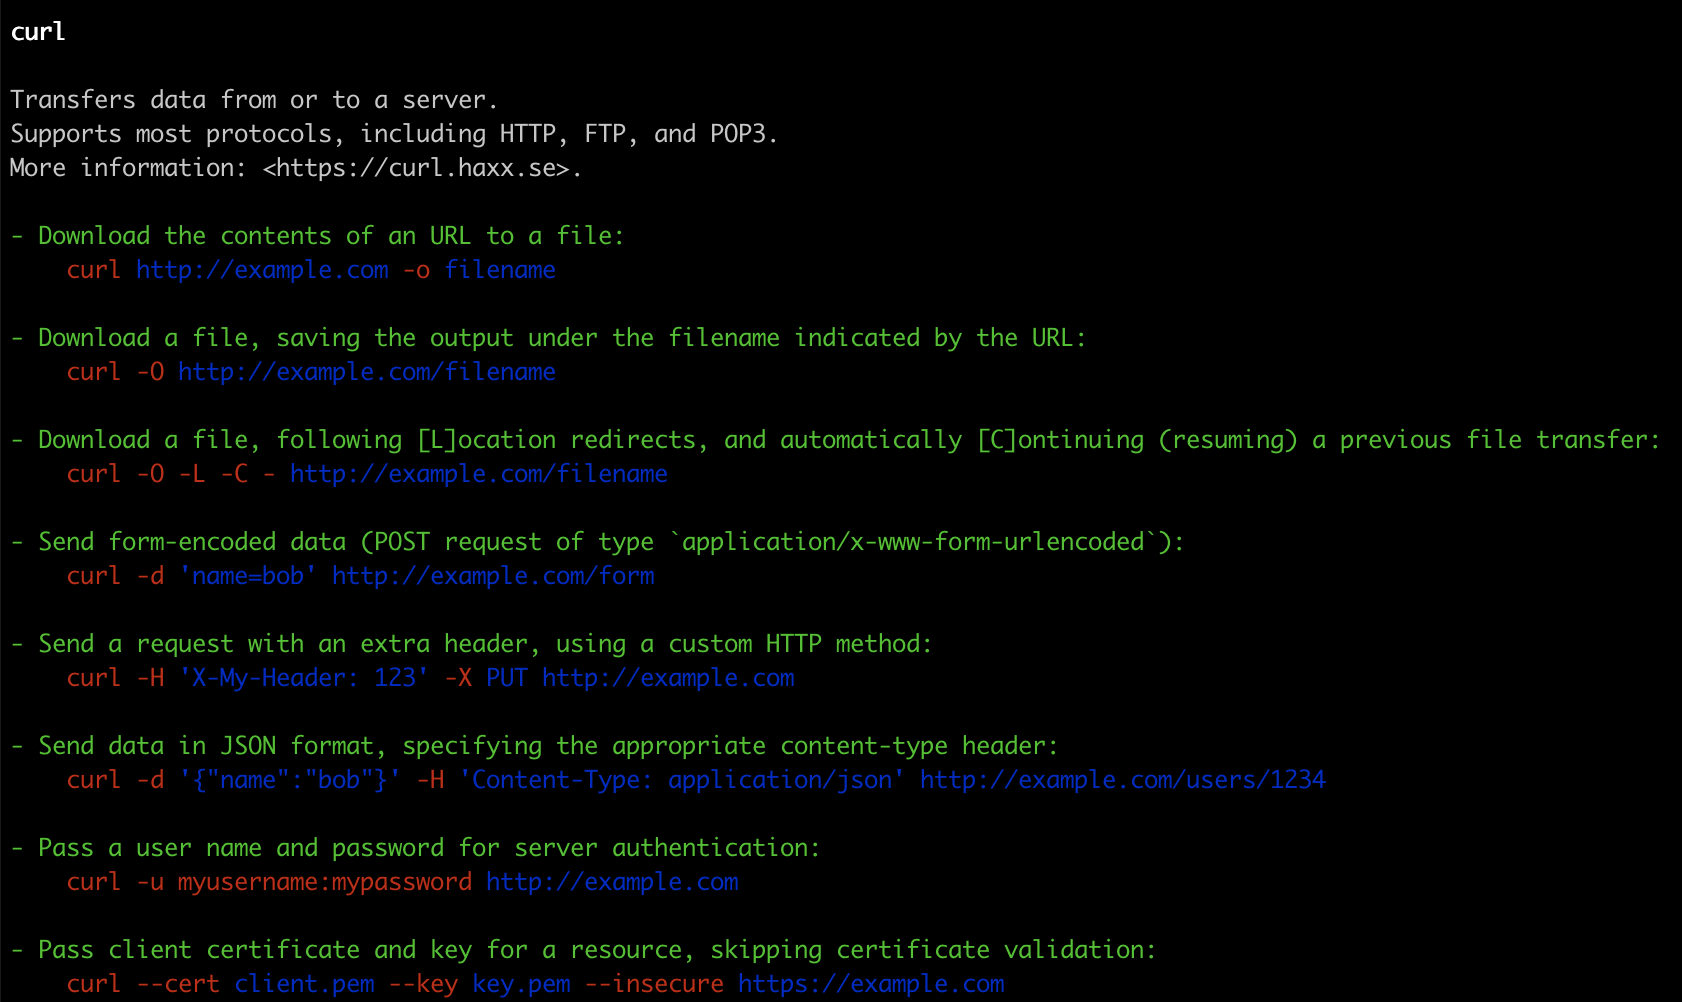 curl
Transfers data from or to a server.
Supports most protocols, including HTTP, FTP, and POP3.
More information: <https://curl.haxx.se>.
- Download the contents of an URL to a file:
curl http://example.com -o filename
- Download a file, saving the output under the filename indicated by the URL:
curl -O http://example.com/filename
- Download a file, following [L]ocation redirects, and automatically [C]ontinuing (resuming) a previous file transfer:
curl -O -L -C - http://example.com/filename
- Send form-encoded data (POST request of type `application/x-www-form-urlencoded`):
curl -d 'name=bob' http://example.com/form
- Send a request with an extra header, using a custom HTTP method:
curl -H 'X-My-Header: 123' -X PUT http://example.com
- Send data in JSON format, specifying the appropriate content-type header:
curl -d '{"name":"bob"}' -H 'Content-Type: application/json' http://example.com/users/1234
- Pass a user name and password for server authentication:
curl -u myusername:mypassword http://example.com
- Pass client certificate and key for a resource, skipping certificate validation:
curl --cert client.pem --key key.pem --insecure https://example.com